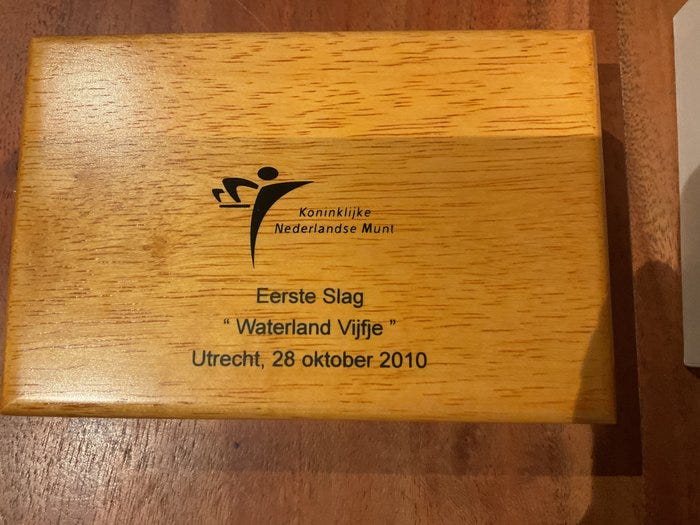 Koninklijke
Nederlandse Munt
Eerste Slag
“ Waterland Vijfje ”
Utrecht, 28 oktober 2010